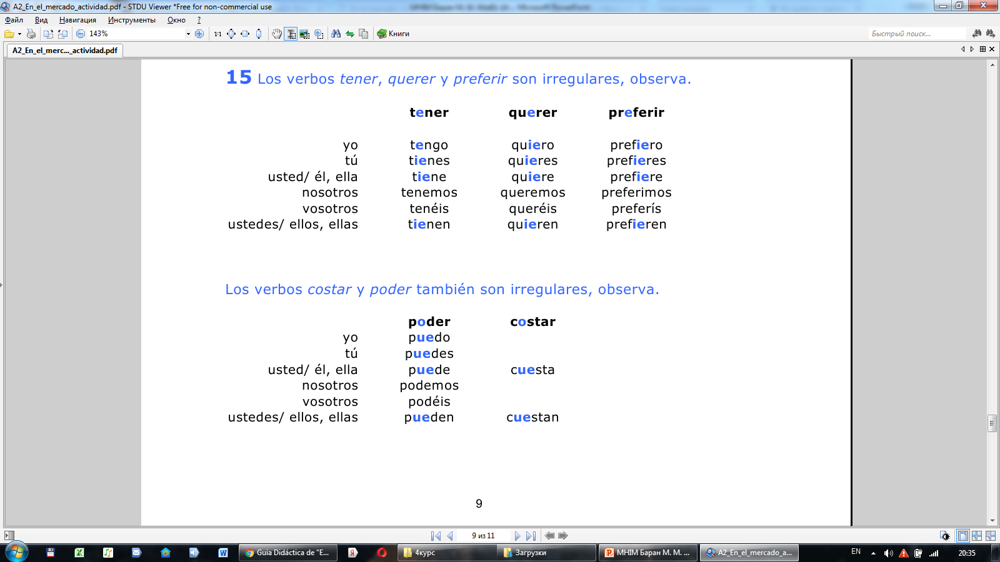 A2_En_el_mercado_actividad.pdf - STDU Viewer *Free for non-commercial use
Файл Вид Навигация Инструменты Окно ?
143% 1:1 Книги Быстрый поиск...
A2_En_el_merc..._actividad.pdf
15 Los verbos tener, querer y preferir son irregulares, observa.
tener querer preferir
yo tengo quiero prefiero
tú tienes quieres prefieres
usted/ él, ella tiene quiere prefiere
nosotros tenemos queremos preferimos
vosotros tenéis queréis preferís
ustedes/ ellos, ellas tienen quieren prefieren
Los verbos costar y poder también son irregulares, observa.
poder costar
yo puedo
tú puedes
usted/ él, ella puede cuesta
nosotros podemos
vosotros podéis
ustedes/ ellos, ellas pueden cuestan
9
9 из 11
Guia Didáctica de "E... 4курс Загрузки МНІМ Баран М. М. ... A2_En_el_mercado_a... EN 20:35